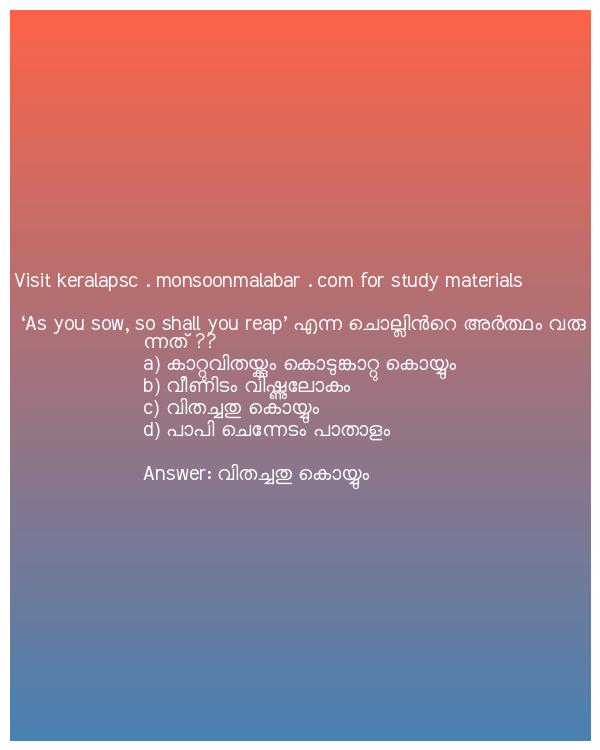 Visit keralapsc . monsoonmalabar . com for study materials
‘As you sow, so shall you reap’ എന്ന ചൊല്ലിൻറെ അർത്ഥം വരു
ന്നത് ??
a) കാറ്റുവിതയ്ക്കും കൊടുങ്കാറ്റു കൊയ്യും
b) വീണിടം വിഷ്ണുലോകം
c) വിതച്ചതു കൊയ്യും
d) പാപി ചെന്നേടം പാതാളം
Answer: വിതച്ചതു കൊയ്യും